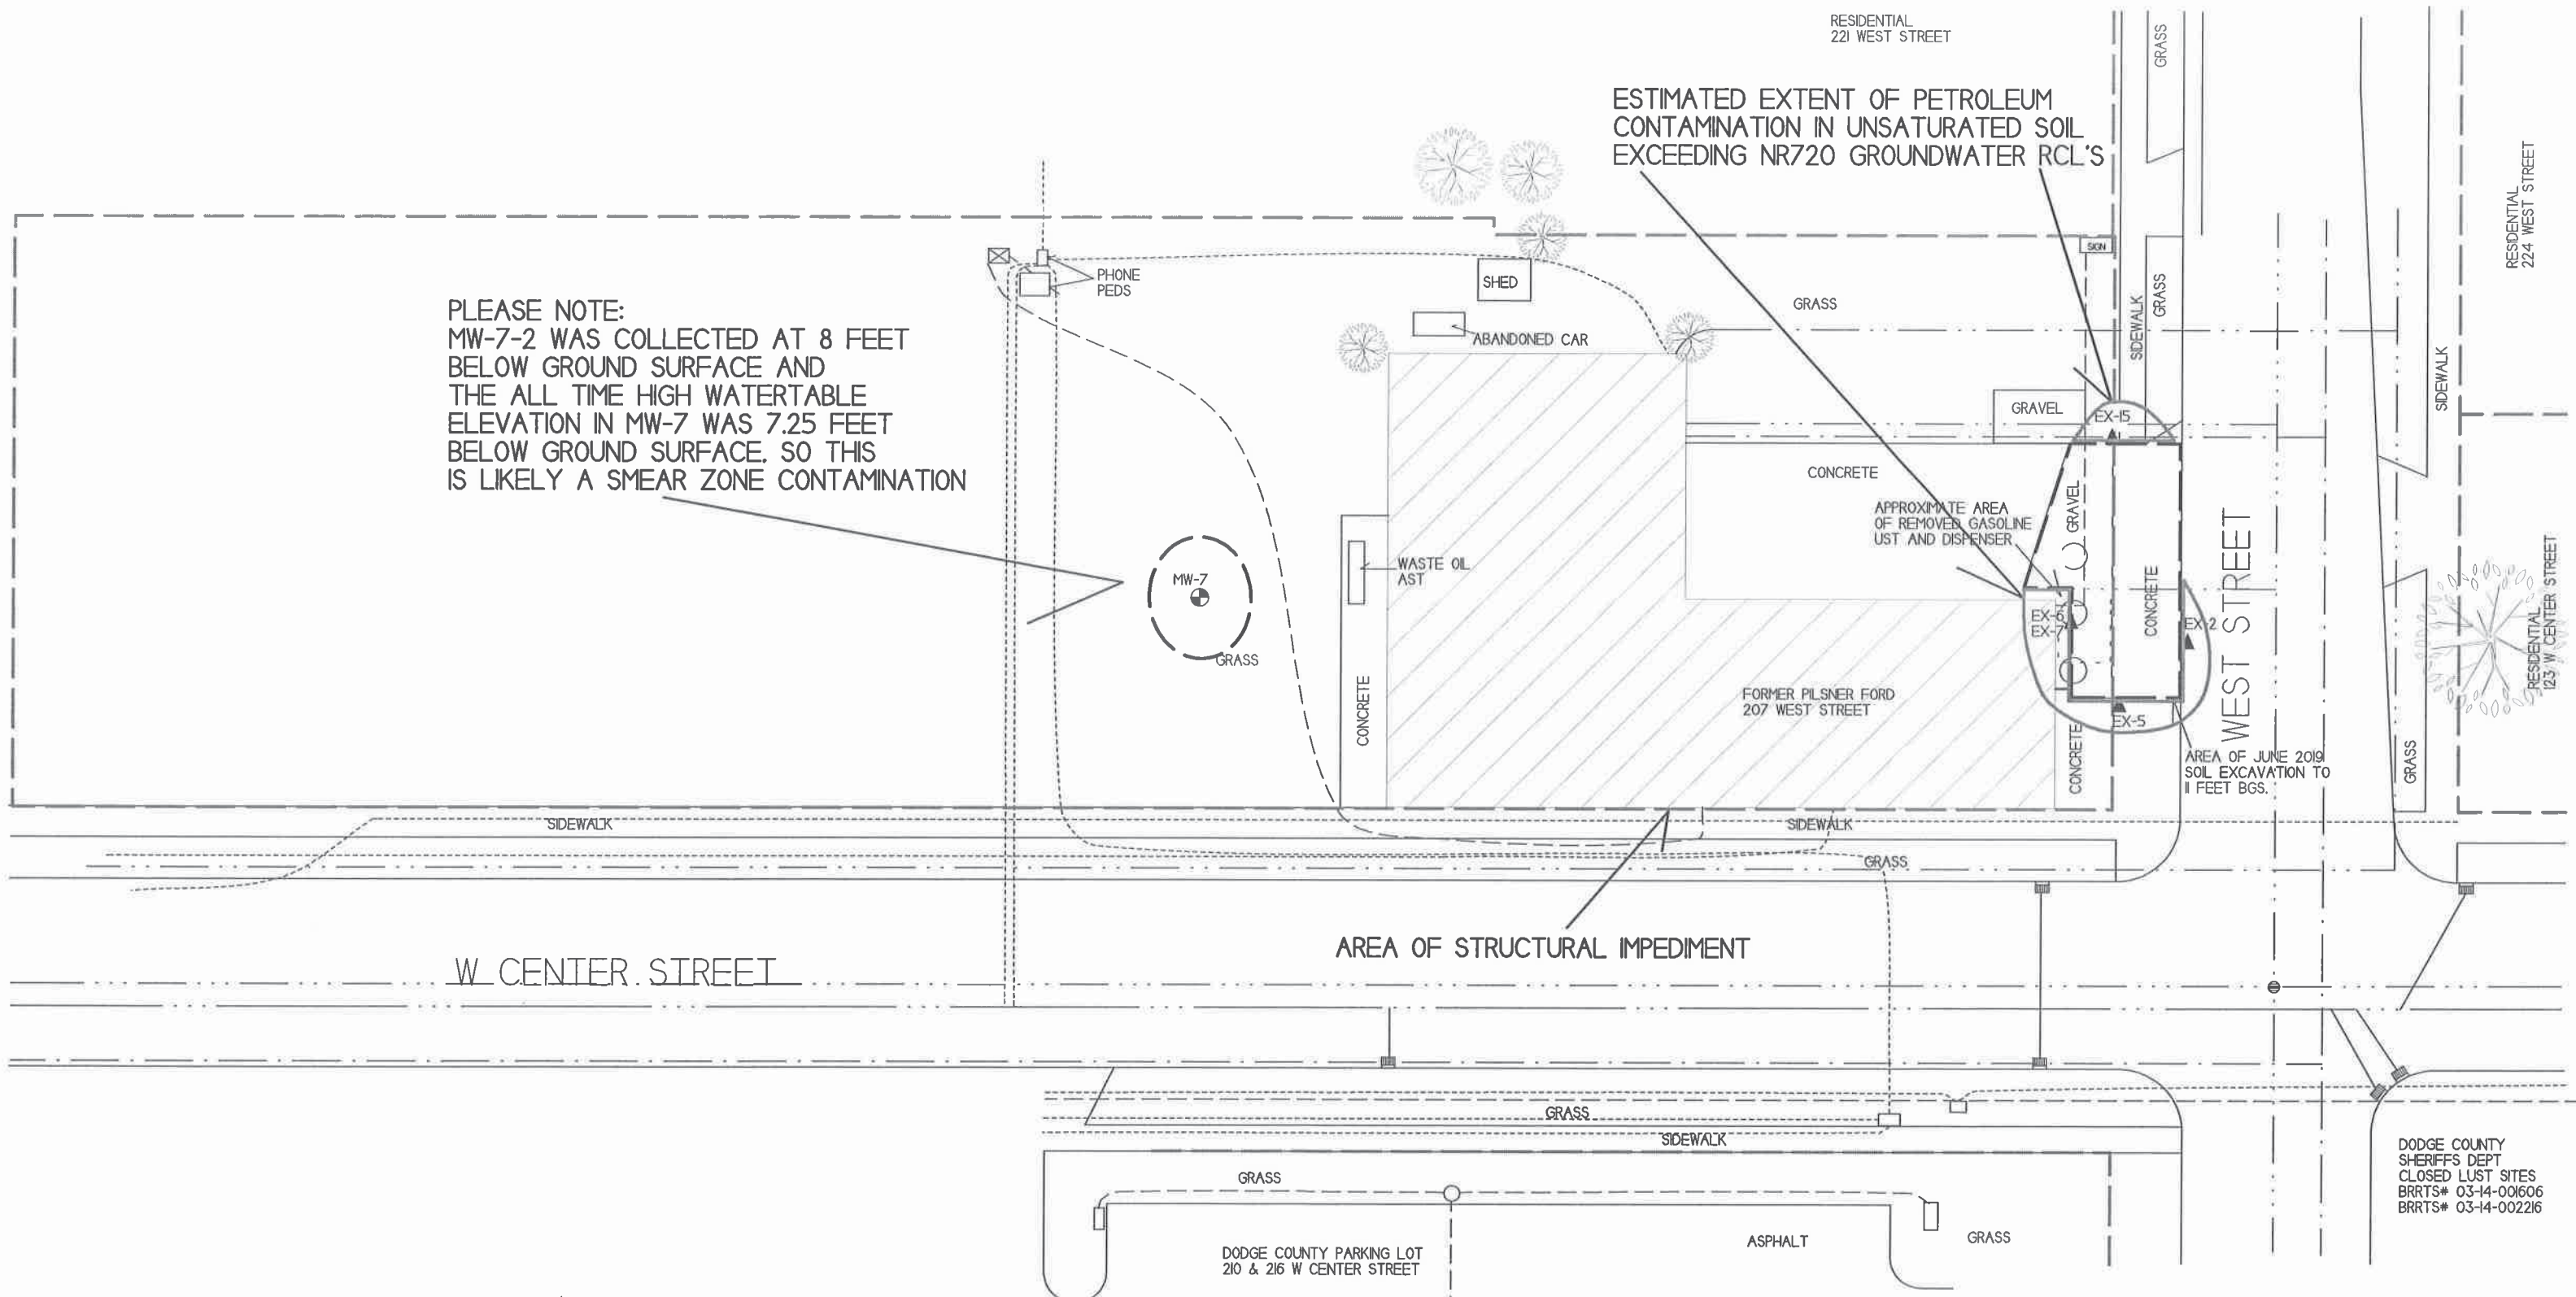 RESIDENTIAL
221 WEST STREET
GRASS
ESTIMATED EXTENT OF PETROLEUM
CONTAMINATION IN UNSATURATED SOIL
EXCEEDING NR720 GROUNDWATER RCL'S
RESIDENTIAL
224 WEST STREET
SIGN
PHONE
PEDS
SHED
GRASS
SIDEWALK
GRASS
PLEASE NOTE:
MW-7-2 WAS COLLECTED AT 8 FEET
BELOW GROUND SURFACE AND
THE ALL TIME HIGH WATERTABLE
ELEVATION IN MW-7 WAS 7.25 FEET
BELOW GROUND SURFACE. SO THIS
IS LIKELY A SMEAR ZONE CONTAMINATION
ABANDONED CAR
SIDEWALK
GRAVEL
EX-15
CONCRETE
GRAVEL
APPROXIMATE AREA
OF REMOVED GASOLINE
UST AND DISPENSER
WASTE OIL
AST
MW-7
GRASS
CONCRETE
EX-6
EX-7
CONCRETE
EX-2
WEST STREET
RESIDENTIAL
123 W CENTER STREET
FORMER PILSNER FORD
207 WEST STREET
EX-5
CONCRETE
AREA OF JUNE 2019
SOIL EXCAVATION TO
11 FEET BGS.
GRASS
SIDEWALK
SIDEWALK
GRASS
AREA OF STRUCTURAL IMPEDIMENT
W CENTER STREET
GRASS
SIDEWALK
GRASS
DODGE COUNTY
SHERIFFS DEPT
CLOSED LUST SITES
BRRTS# 03-14-001606
BRRTS# 03-14-002216
DODGE COUNTY PARKING LOT
210 & 216 W CENTER STREET
ASPHALT
GRASS